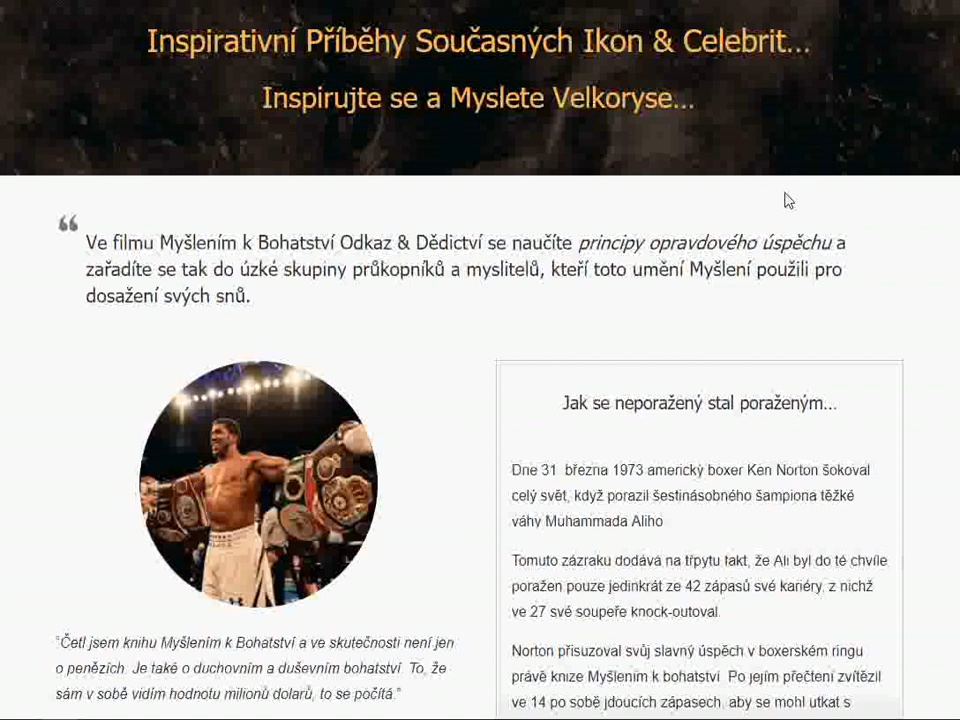 Inspirativní Příběhy Současných Ikon & Celebrit...
Inspirujte se a Myslete Velkoryse...
“
Ve filmu Myšlením k Bohatství Odkaz & Dědictví se naučíte principy opravdového úspěchu a
zařadíte se tak do úzké skupiny průkopníků a myslitelů, kteří toto umění Myšlení použili pro
dosažení svých snů.
"Četl jsem knihu Myšlením k Bohatství a ve skutečnosti není jen
o penězích. Je také o duchovním a duševním bohatství. To, že
sám v sobě vidím hodnotu milionů dolarů, to se počítá."
Jak se neporažený stal poraženým...
Dne 31. března 1973 americký boxer Ken Norton šokoval
celý svět, když porazil šestinásobného šampiona těžké
váhy Muhammada Aliho
Tomuto zázraku dodává na třpytu fakt, že Ali byl do té chvíle
poražen pouze jedinkrát ze 42 zápasů své kariéry, z nichž
ve 27 své soupeře knock-outoval.
Norton přisuzoval svůj slavný úspěch v boxerském ringu
právě knize Myšlením k bohatství. Po jejím přečtení zvítězil
ve 14 po sobě jdoucích zápasech, aby se mohl utkat s